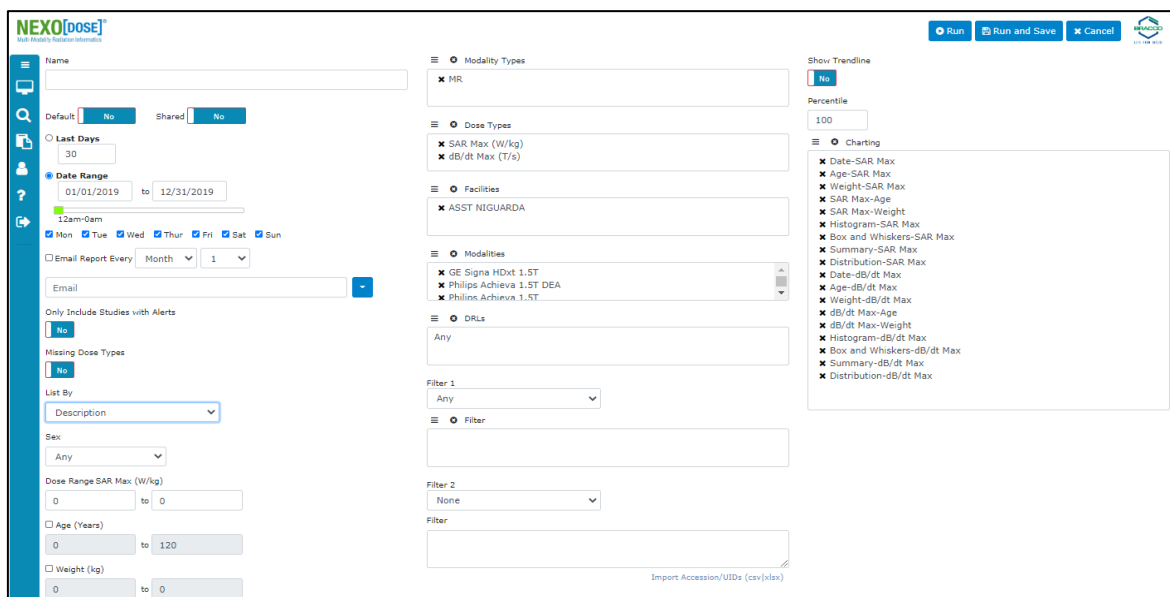 NEXO[DOSE]®
Multi-Modality Radiation Informatics
Run
Run and Save
Cancel
BRACCO
LIFE FROM INSIDE
Name
Default No Shared No
Last Days
30
Date Range
01/01/2019 to 12/31/2019
12am-0am
Mon Tue Wed Thur Fri Sat Sun
Email Report Every Month 1
Email
Only Include Studies with Alerts
No
Missing Dose Types
No
List By
Description
Sex
Any
Dose Range SAR Max (W/kg)
0 to 0
Age (Years)
0 to 120
Weight (kg)
0 to 0
Modality Types
MR
Dose Types
SAR Max (W/kg)
dB/dt Max (T/s)
Facilities
ASST NIGUARDA
Modalities
GE Signa HDxt 1.5T
Philips Achieva 1.5T DEA
Philips Achieva 1.5T
DRLs
Any
Filter 1
Any
Filter
Filter 2
None
Filter
Import Accession/UIDs (csv|xlsx)
Show Trendline
No
Percentile
100
Charting
Date-SAR Max
Age-SAR Max
Weight-SAR Max
SAR Max-Age
SAR Max-Weight
Histogram-SAR Max
Box and Whiskers-SAR Max
Summary-SAR Max
Distribution-SAR Max
Date-dB/dt Max
Age-dB/dt Max
Weight-dB/dt Max
dB/dt Max-Age
dB/dt Max-Weight
Histogram-dB/dt Max
Box and Whiskers-dB/dt Max
Summary-dB/dt Max
Distribution-dB/dt Max